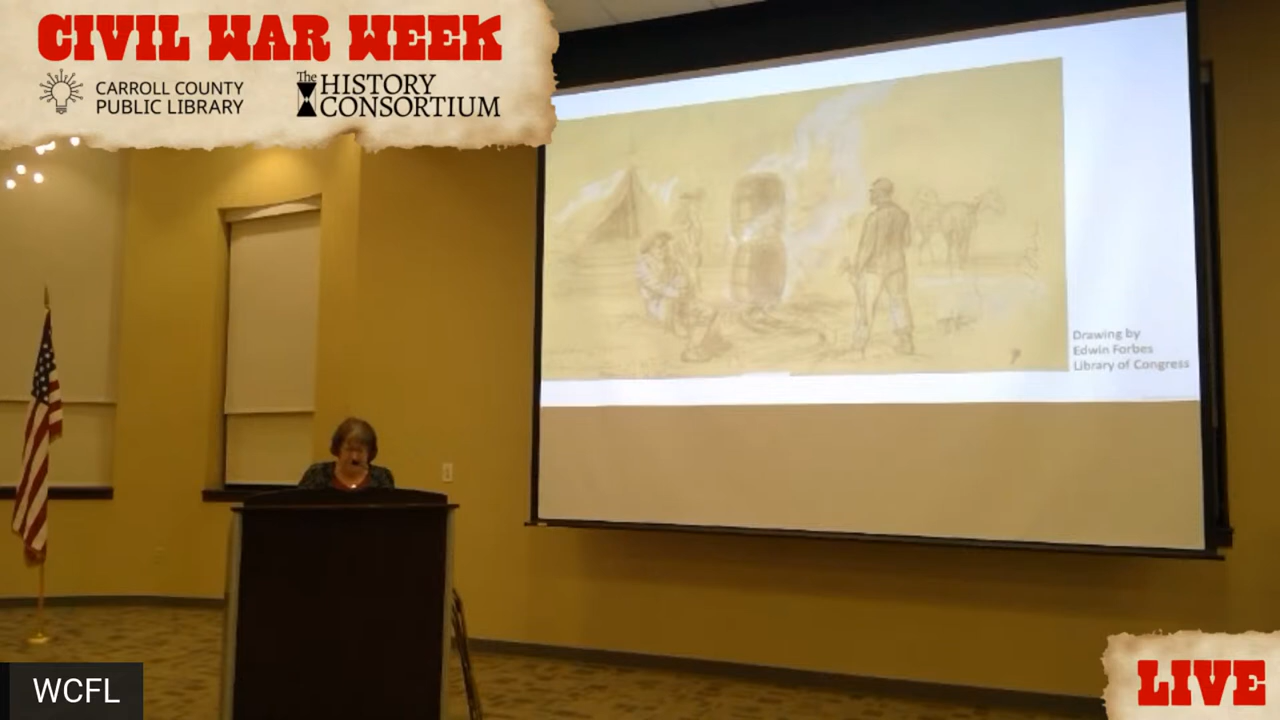 CIVIL WAR WEEK
CARROLL COUNTY
PUBLIC LIBRARY
The HISTORY
CONSORTIUM
Drawing by
Edwin Forbes
Library of Congress
WCFL
LIVE